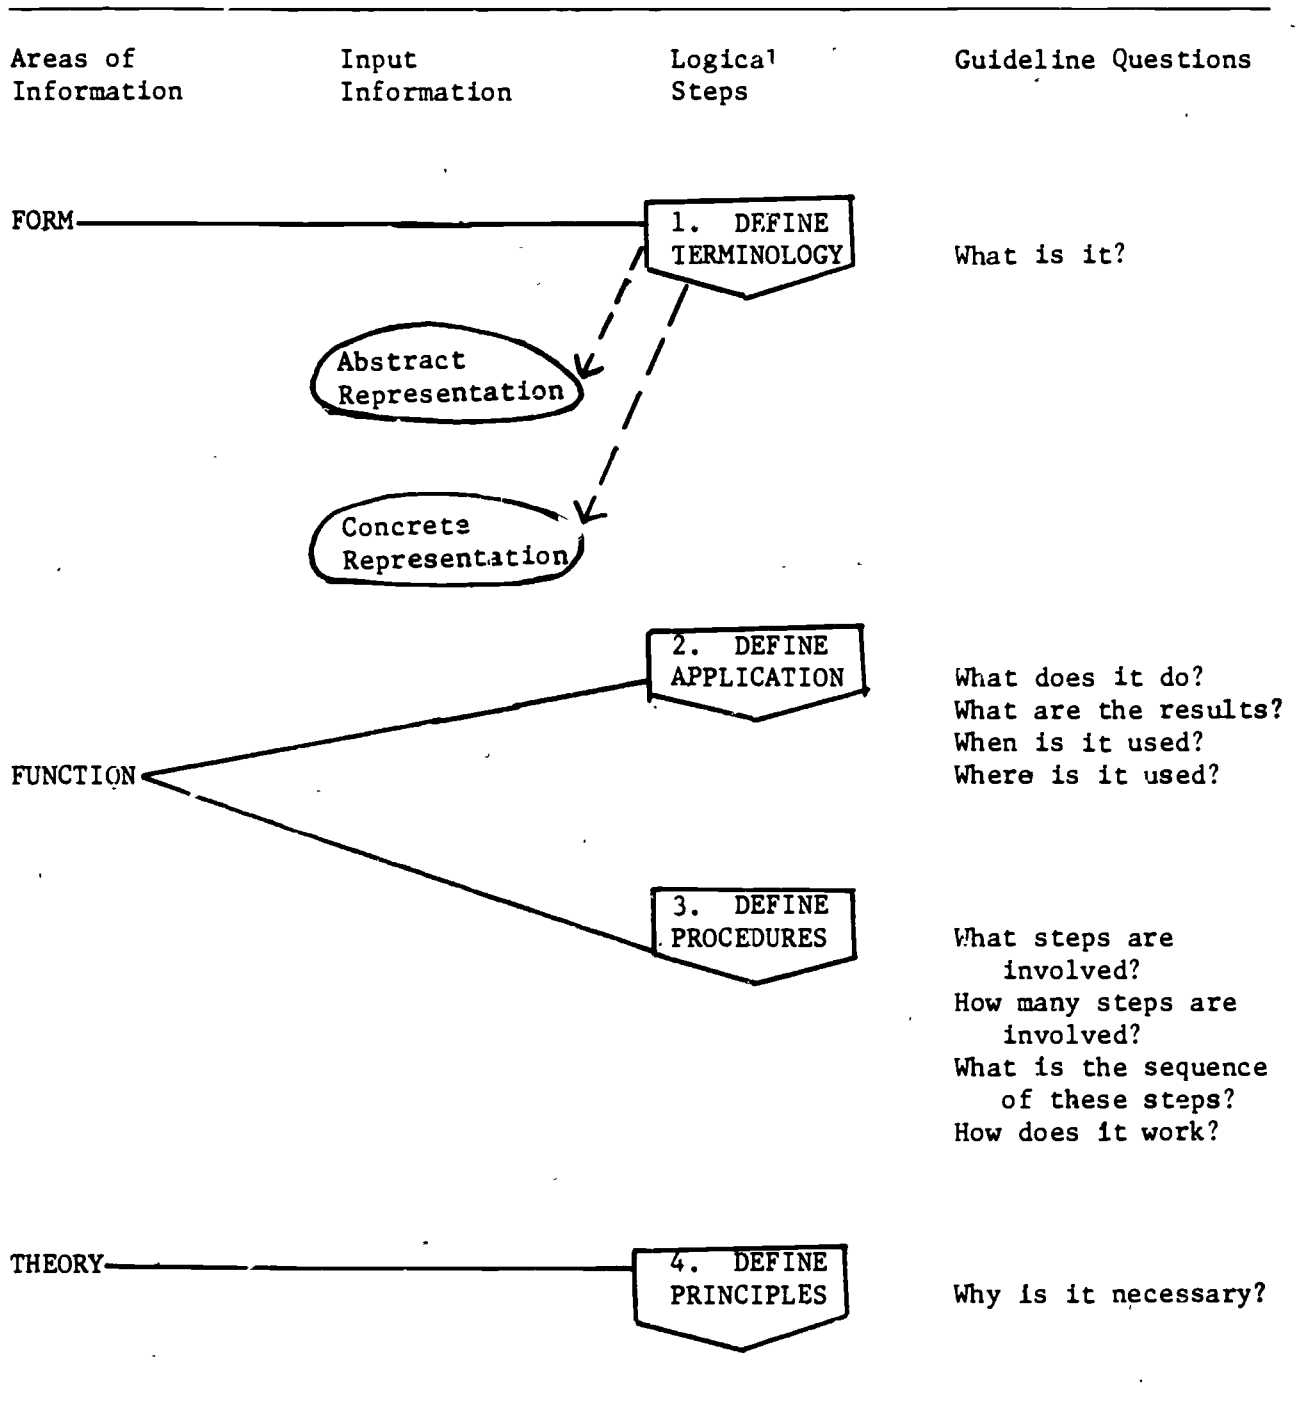 Areas of Information
Input Information
Logical Steps
Guideline Questions
FORM
1. DEFINE
TERMINOLOGY
What is it?
Abstract
Representation
Concrete
Representation
2. DEFINE
APPLICATION
What does it do?
What are the results?
When is it used?
Where is it used?
FUNCTION
3. DEFINE
PROCEDURES
What steps are
involved?
How many steps are
involved?
What is the sequence
of these steps?
How does it work?
THEORY
4. DEFINE
PRINCIPLES
Why is it necessary?